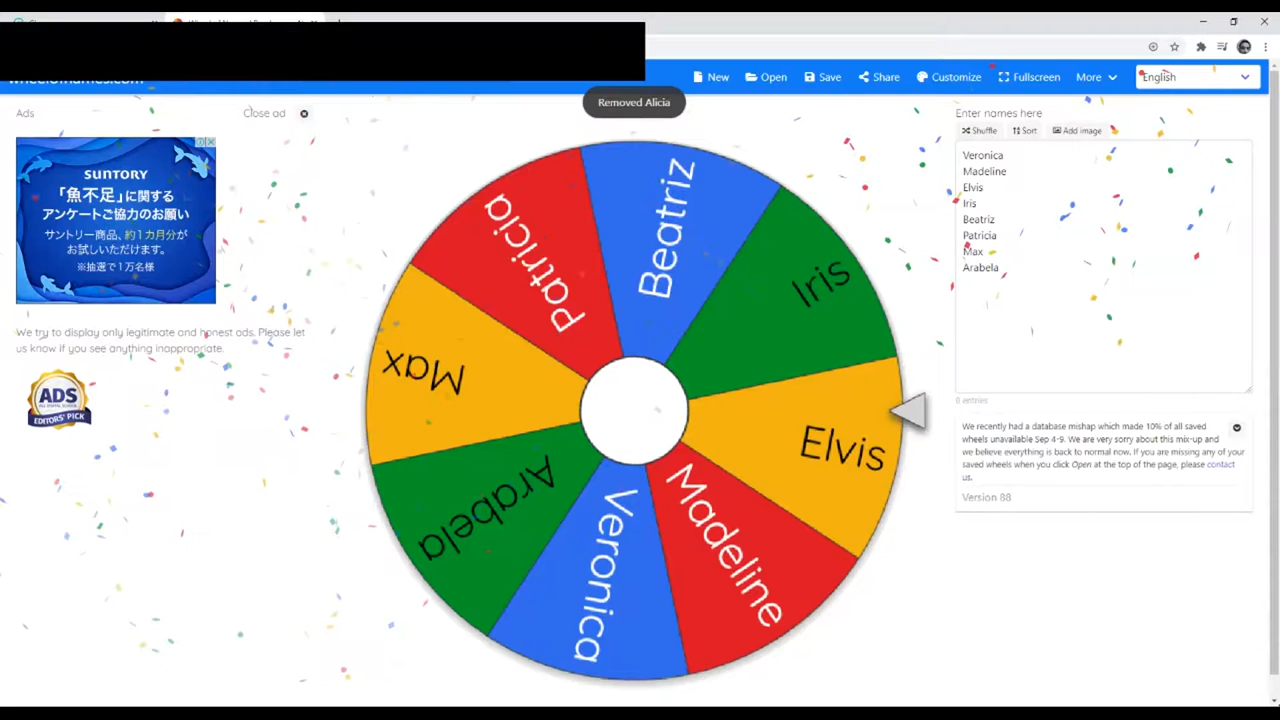 New
Open
Save
Share
Customize
Fullscreen
More
English
Removed Alicia
Ads
Close ad
Enter names here
Shuffle
Sort
Add image
SUNTORY
「魚不足」に関する
アンケートご協力のお願い
サントリー商品、約1カ月分が
お試しいただけます。
※抽選で1万名様
We try to display only legitimate and honest ads. Please let
us know if you see anything inappropriate.
ADS
EDITORS' PICK
Beatriz
Iris
Elvis
Madeline
Veronica
Arabela
Max
Patricia
Veronica
Madeline
Elvis
Iris
Beatriz
Patricia
Max
Arabela
8 entries
We recently had a database mishap which made 10% of all saved
wheels unavailable Sep 4-9. We are very sorry about this mix-up and
we believe everything is back to normal now. If you are missing any of your
saved wheels when you click Open at the top of the page, please contact
us.
Version 88